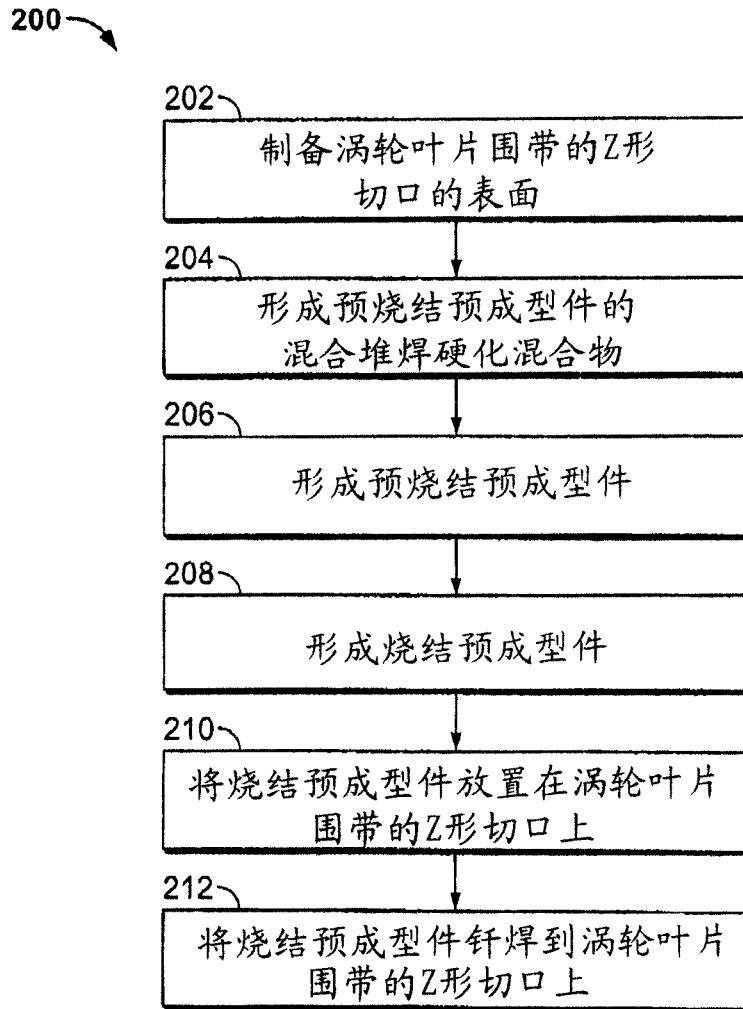 200
202
制备涡轮叶片围带的Z形
切口的表面
204
形成预烧结预成型件的
混合堆焊硬化混合物
206
形成预烧结预成型件
208
形成烧结预成型件
210
将烧结预成型件放置在涡轮叶片
围带的Z形切口上
212
将烧结预成型件钎焊到涡轮叶片
围带的Z形切口上